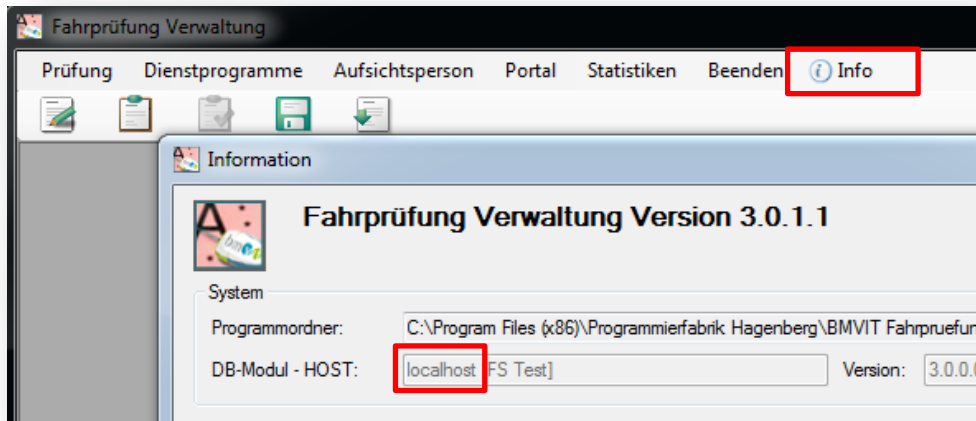 Fahrprüfung Verwaltung
Prüfung Dienstprogramme Aufsichtsperson Portal Statistiken Beenden Info
Information
Fahrprüfung Verwaltung Version 3.0.1.1
System
Programmordner: C:\Program Files (x86)\Programmierfabrik Hagenberg\BMVIT Fahrpruefun
DB-Modul - HOST: localhost FS Test] Version: 3.0.0.